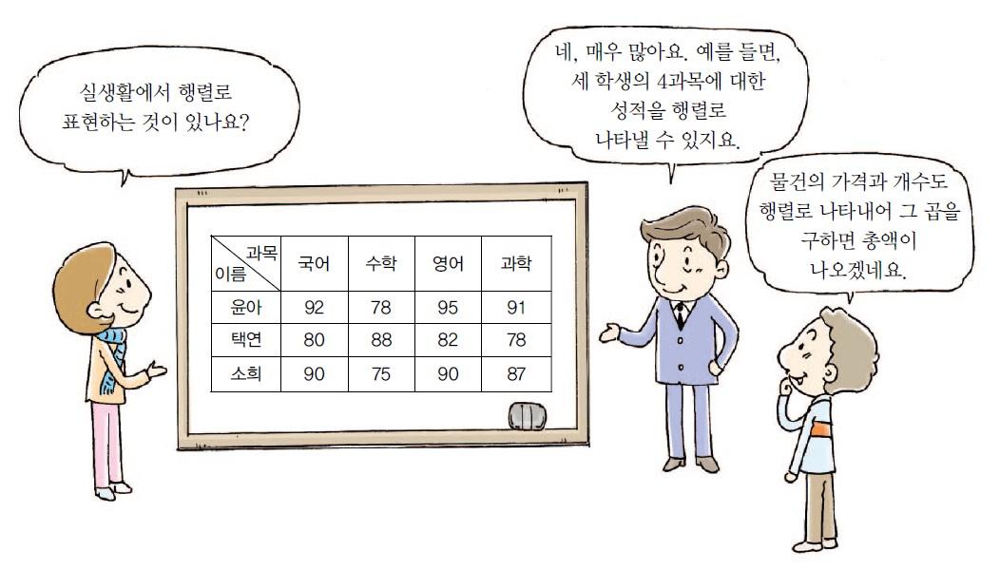 실생활에서 행렬로
표현하는 것이 있나요?
네, 매우 많아요. 예를 들면,
세 학생의 4과목에 대한
성적을 행렬로
나타낼 수 있지요.
물건의 가격과 개수도
행렬로 나타내어 그 곱을
구하면 총액이
나오겠네요.
과목
이름 국어 수학 영어 과학
윤아 92 78 95 91
택연 80 88 82 78
소희 90 75 90 87